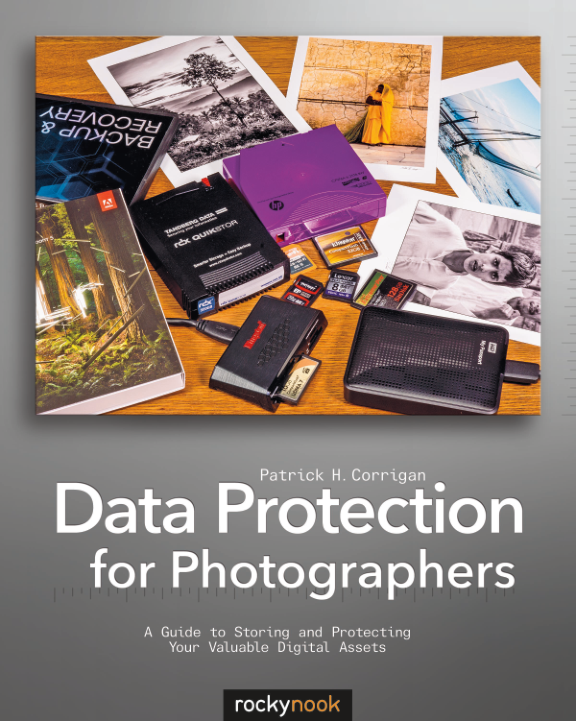 BACKUP &
RECOVERY
TANDBERG DATA
rdx QUIKSTOR
hp
Kingston
Patrick H. Corrigan
Data Protection
for Photographers
A Guide to Storing and Protecting
Your Valuable Digital Assets
rockynook